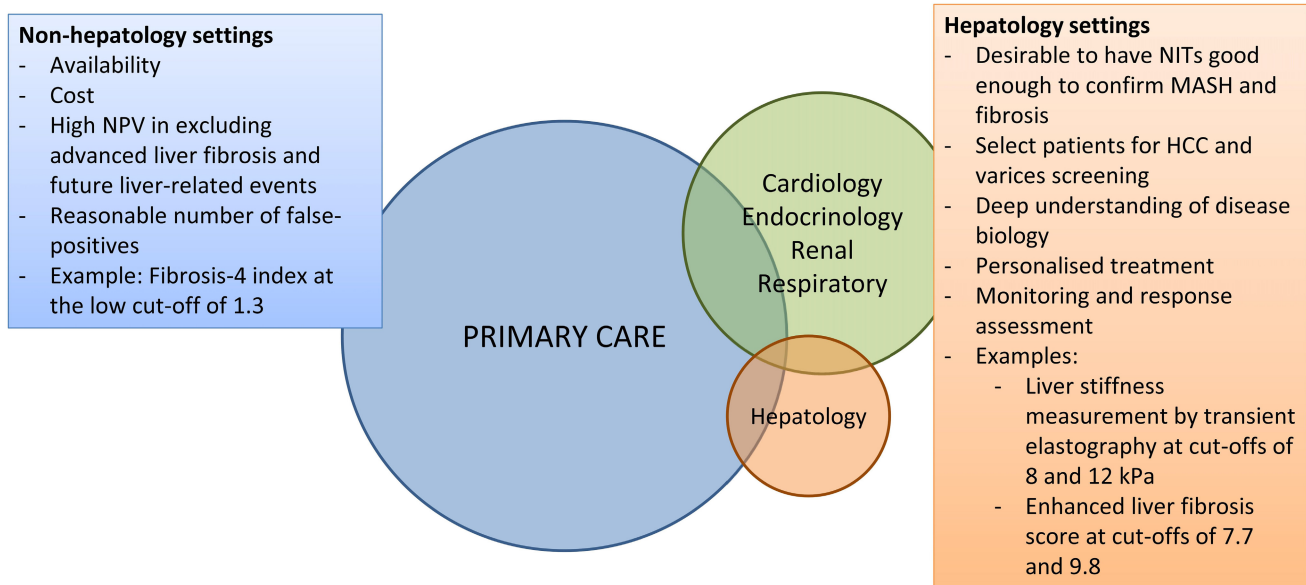 Non-hepatology settings
- Availability
- Cost
- High NPV in excluding
advanced liver fibrosis and
future liver-related events
- Reasonable number of false-
positives
- Example: Fibrosis-4 index at
the low cut-off of 1.3
PRIMARY CARE
Cardiology
Endocrinology
Renal
Respiratory
Hepatology
Hepatology settings
- Desirable to have NITs good
enough to confirm MASH and
fibrosis
- Select patients for HCC and
varices screening
- Deep understanding of disease
biology
- Personalised treatment
- Monitoring and response
assessment
- Examples:
- Liver stiffness
measurement by transient
elastography at cut-offs of
8 and 12 kPa
- Enhanced liver fibrosis
score at cut-offs of 7.7
and 9.8